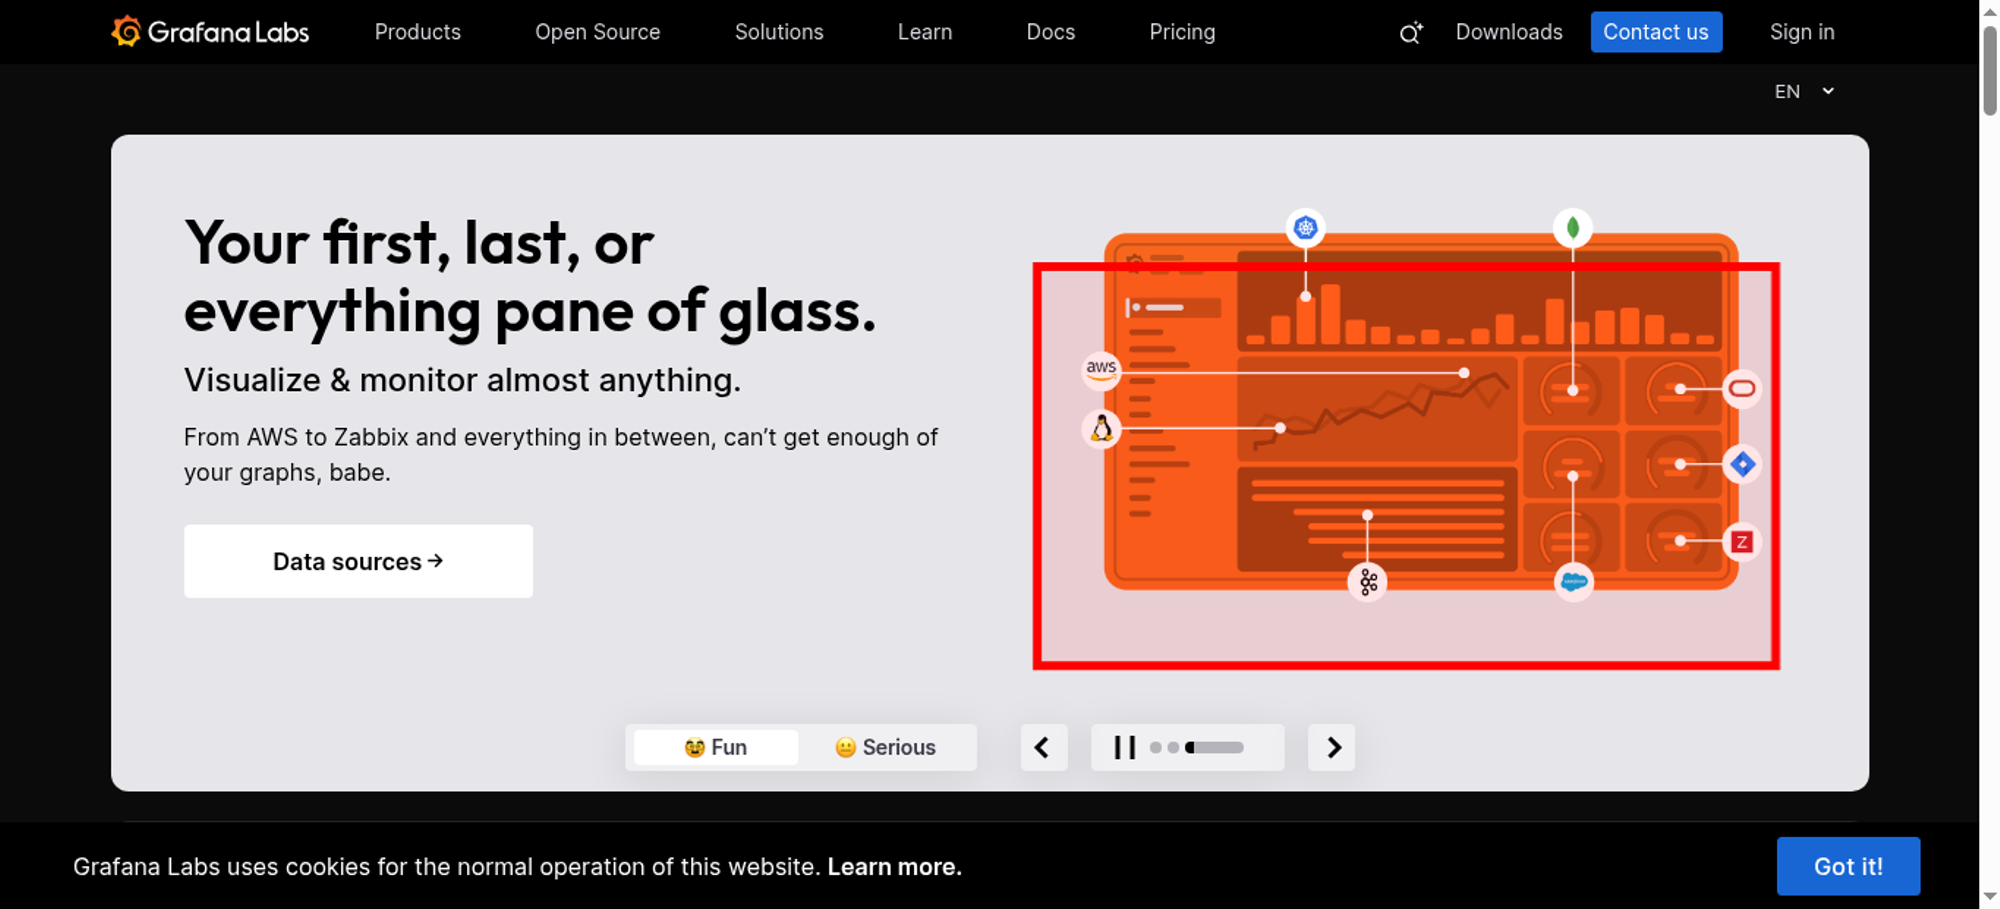 Grafana Labs Products Open Source Solutions Learn Docs Pricing Downloads Contact us Sign in
EN
Your first, last, or
everything pane of glass.
Visualize & monitor almost anything.
From AWS to Zabbix and everything in between, can’t get enough of
your graphs, babe.
Data sources →
aws
Z
Fun Serious
Grafana Labs uses cookies for the normal operation of this website. Learn more.
Got it!